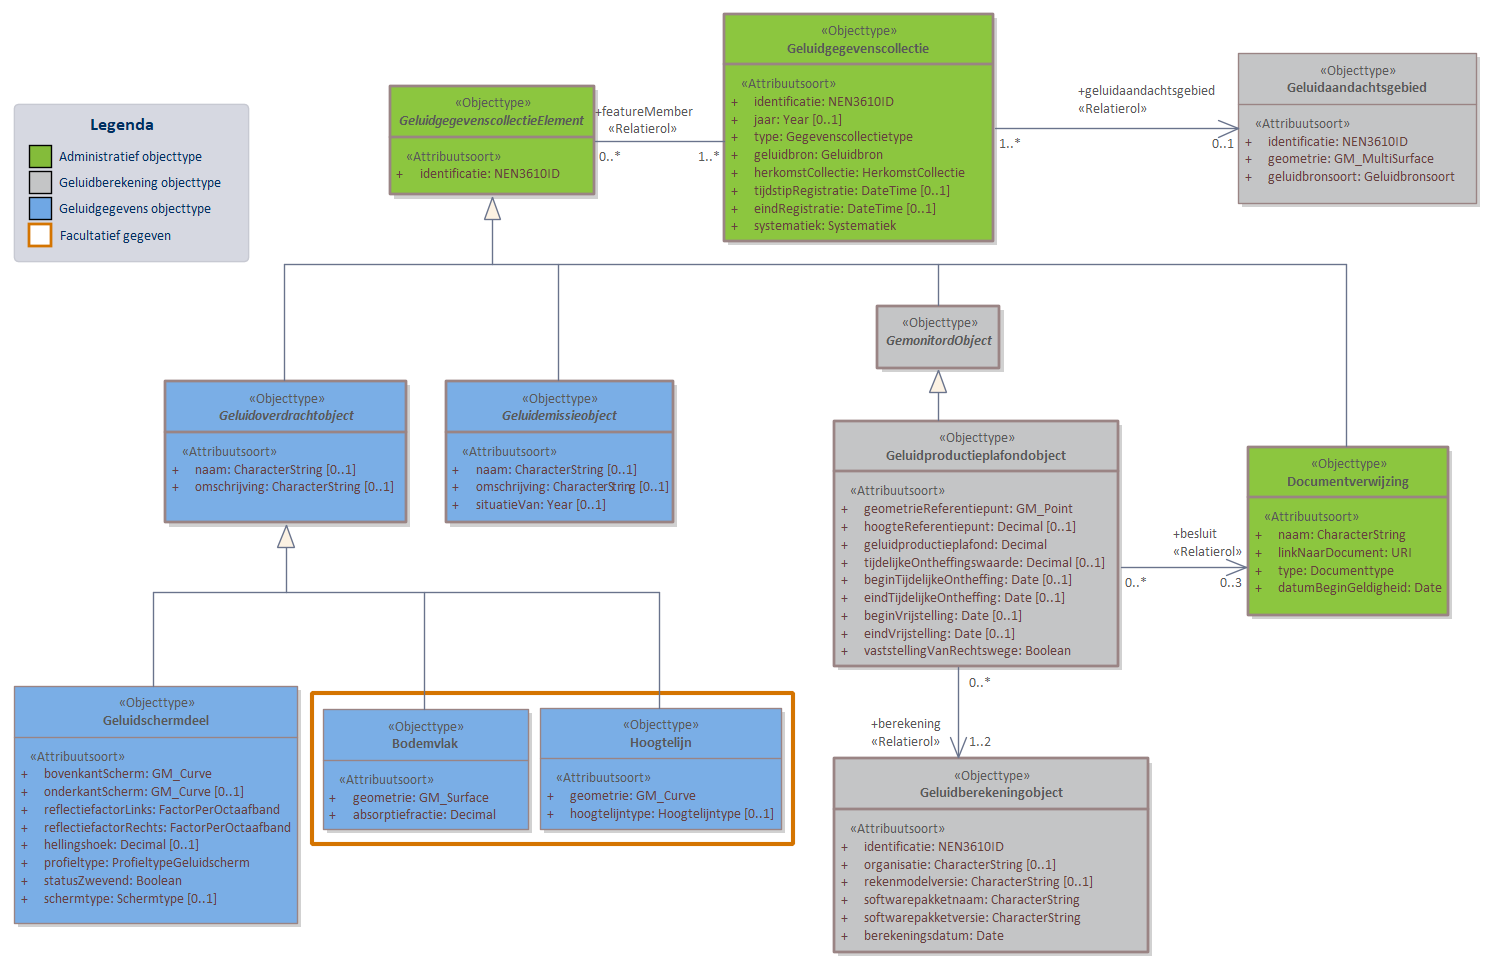 Legenda
Administratief objecttype
Geluidberekening objecttype
Geluidgegevens objecttype
Facultatief gegeven
«Objecttype»
GeluidgegevenscollectieElement
«Attribuutsoort»
+ identificatie: NEN3610ID
+featureMember
«Relatierol»
0..*
1..*
«Objecttype»
Geluidgegevenscollectie
«Attribuutsoort»
+ identificatie: NEN3610ID
+ jaar: Year [0..1]
+ type: Gegevenscollectietype
+ geluidbron: Geluidbron
+ herkomstCollectie: HerkomstCollectie
+ tijdstipRegistratie: DateTime [0..1]
+ eindRegistratie: DateTime [0..1]
+ systematiek: Systematiek
+geluidaandachtsgebied
«Relatierol»
1..*
0..1
«Objecttype»
Geluidaandachtsgebied
«Attribuutsoort»
+ identificatie: NEN3610ID
+ geometrie: GM_MultiSurface
+ geluidbronsoort: Geluidbronsoort
«Objecttype»
GemonitordObject
«Objecttype»
Geluidoverdrachtobject
«Attribuutsoort»
+ naam: CharacterString [0..1]
+ omschrijving: CharacterString [0..1]
«Objecttype»
Geluidemissieobject
«Attribuutsoort»
+ naam: CharacterString [0..1]
+ omschrijving: CharacterString [0..1]
+ situatieVan: Year [0..1]
«Objecttype»
Geluidproductieplafondobject
«Attribuutsoort»
+ geometrieReferentiepunt: GM_Point
+ hoogteReferentiepunt: Decimal [0..1]
+ geluidproductieplafond: Decimal
+ tijdelijkeOntheffingswaarde: Decimal [0..1]
+ beginTijdelijkeOntheffing: Date [0..1]
+ eindTijdelijkeOntheffing: Date [0..1]
+ beginVrijstelling: Date [0..1]
+ eindVrijstelling: Date [0..1]
+ vaststellingVanRechtswege: Boolean
+besluit
«Relatierol»
0..*
0..3
«Objecttype»
Documentverwijzing
«Attribuutsoort»
+ naam: CharacterString
+ linkNaarDocument: URI
+ type: Documenttype
+ datumBeginGeldigheid: Date
«Objecttype»
Geluidschermdeel
«Attribuutsoort»
+ bovenkantScherm: GM_Curve
+ onderkantScherm: GM_Curve [0..1]
+ reflectiefactorLinks: FactorPerOctaafband
+ reflectiefactorRechts: FactorPerOctaafband
+ hellingshoek: Decimal [0..1]
+ profieltype: ProfieltypeGeluidscherm
+ statusZwevend: Boolean
+ schermtype: Schermtype [0..1]
«Objecttype»
Bodemvlak
«Attribuutsoort»
+ geometrie: GM_Surface
+ absorptiefractie: Decimal
«Objecttype»
Hoogtelijn
«Attribuutsoort»
+ geometrie: GM_Curve
+ hoogtelijntype: Hoogtelijntype [0..1]
0..*
+berekening
«Relatierol»
1..2
«Objecttype»
Geluidberekeningobject
«Attribuutsoort»
+ identificatie: NEN3610ID
+ organisatie: CharacterString [0..1]
+ rekenmodelversie: CharacterString [0..1]
+ softwarepakketnaam: CharacterString
+ softwarepakketversie: CharacterString
+ berekeningsdatum: Date